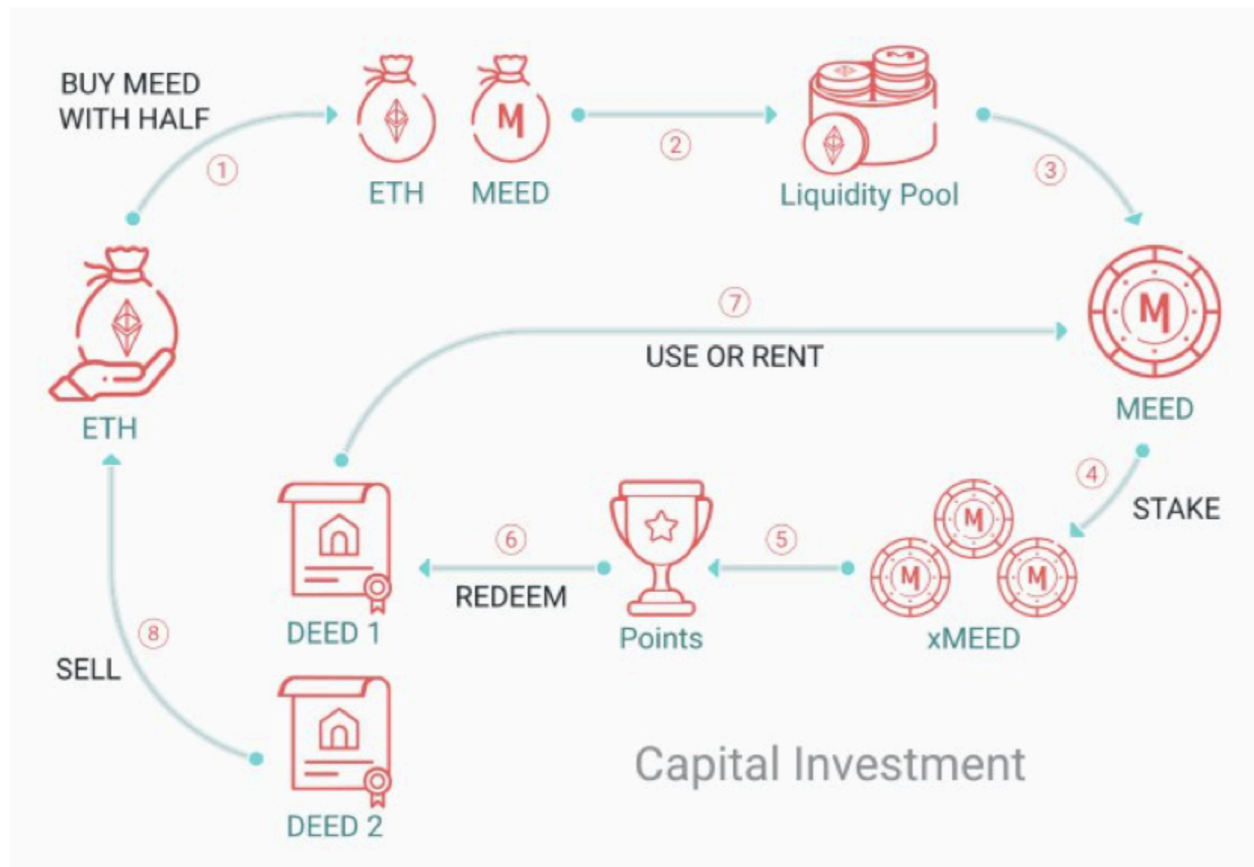 BUY MEED
WITH HALF
①
ETH
M
MEED
②
Liquidity Pool
③
ETH
⑦
USE OR RENT
M
MEED
④
STAKE
M
M
M
xMEED
⑤
Points
⑥
REDEEM
DEED 1
⑧
SELL
DEED 2
Capital Investment